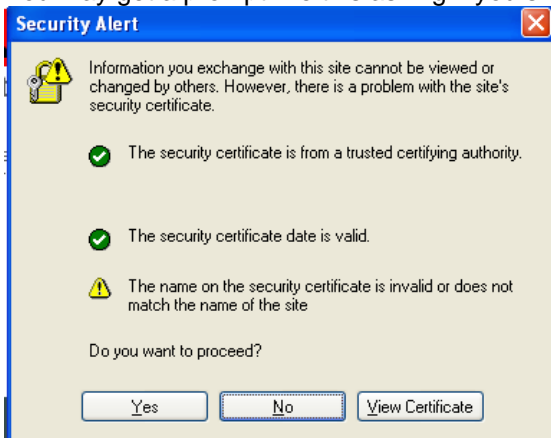 Security Alert
Information you exchange with this site cannot be viewed or
changed by others. However, there is a problem with the site's
security certificate.
The security certificate is from a trusted certifying authority.
The security certificate date is valid.
The name on the security certificate is invalid or does not
match the name of the site
Do you want to proceed?
Yes
No
View Certificate